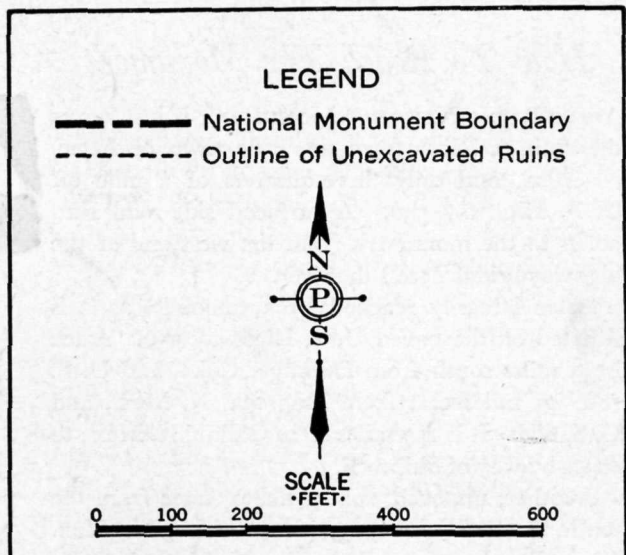 LEGEND
National Monument Boundary
Outline of Unexcavated Ruins
N
P
S
SCALE
·FEET·
0 100 200 400 600